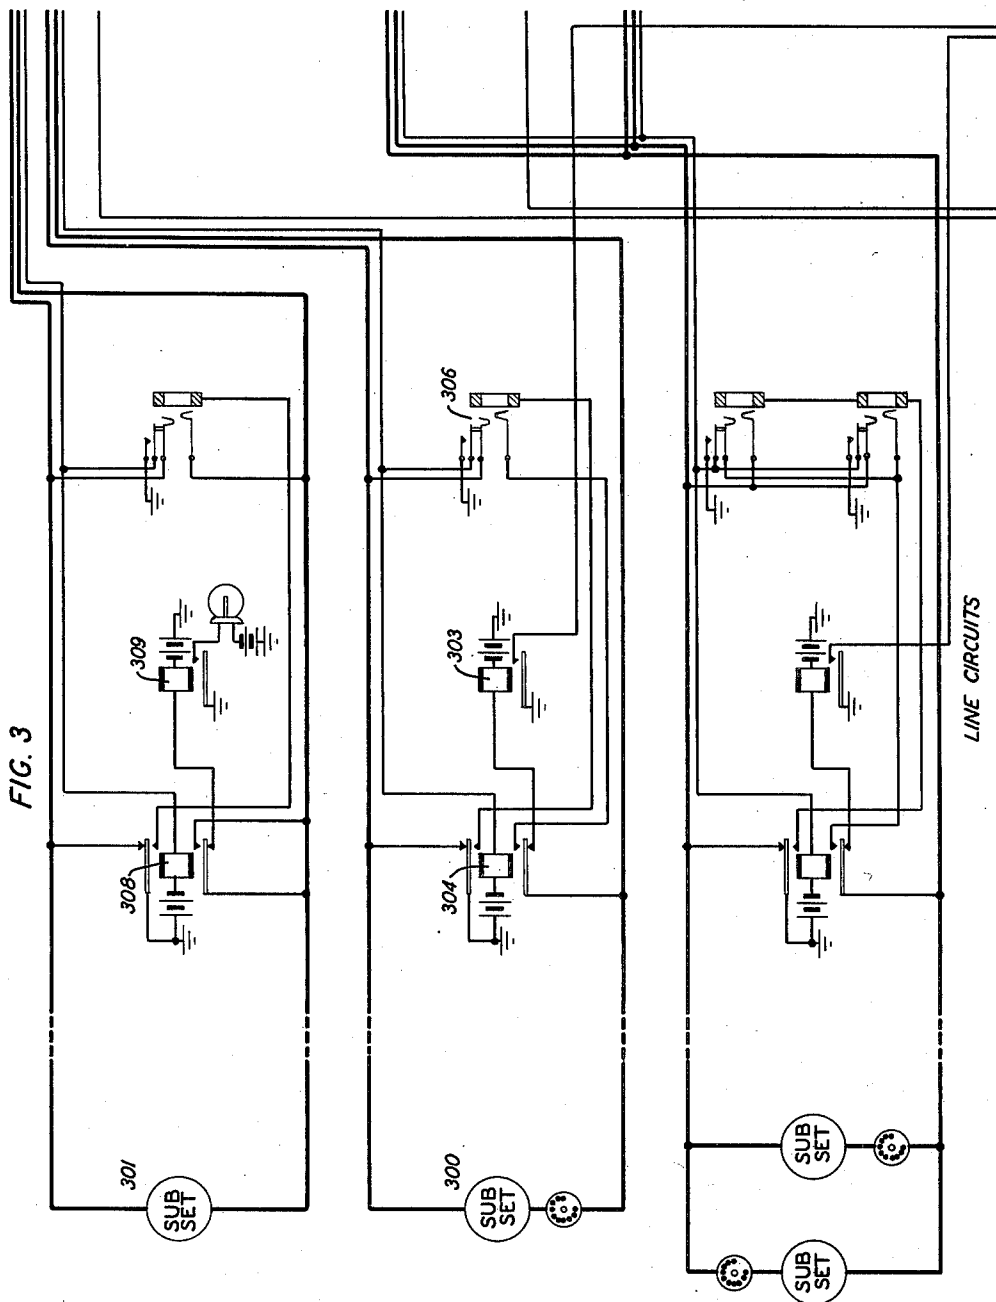 FIG. 3
301
SUB
SET
308
309
300
SUB
SET
304
303
306
SUB
SET
SUB
SET
LINE CIRCUITS